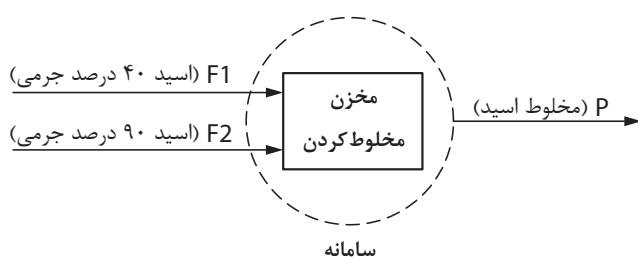 F1 (اسید ۴۰ درصد جرمی)
F2 (اسید ۹۰ درصد جرمی)
مخزن
مخلوط کردن
P (مخلوط اسید)
سامانه